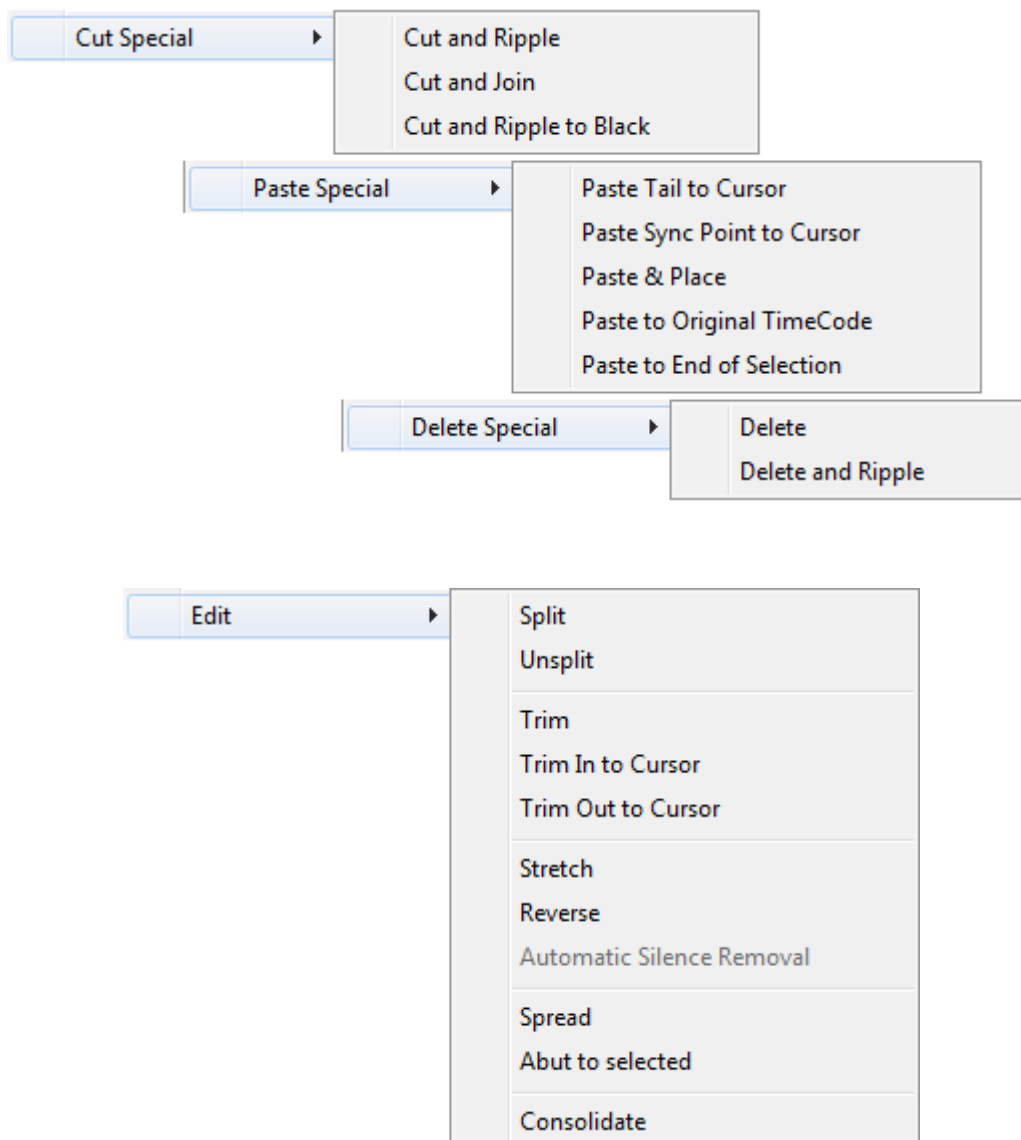 Cut Special
Cut and Ripple
Cut and Join
Cut and Ripple to Black
Paste Special
Paste Tail to Cursor
Paste Sync Point to Cursor
Paste & Place
Paste to Original TimeCode
Paste to End of Selection
Delete Special
Delete
Delete and Ripple
Edit
Split
Unsplit
Trim
Trim In to Cursor
Trim Out to Cursor
Stretch
Reverse
Automatic Silence Removal
Spread
Abut to selected
Consolidate